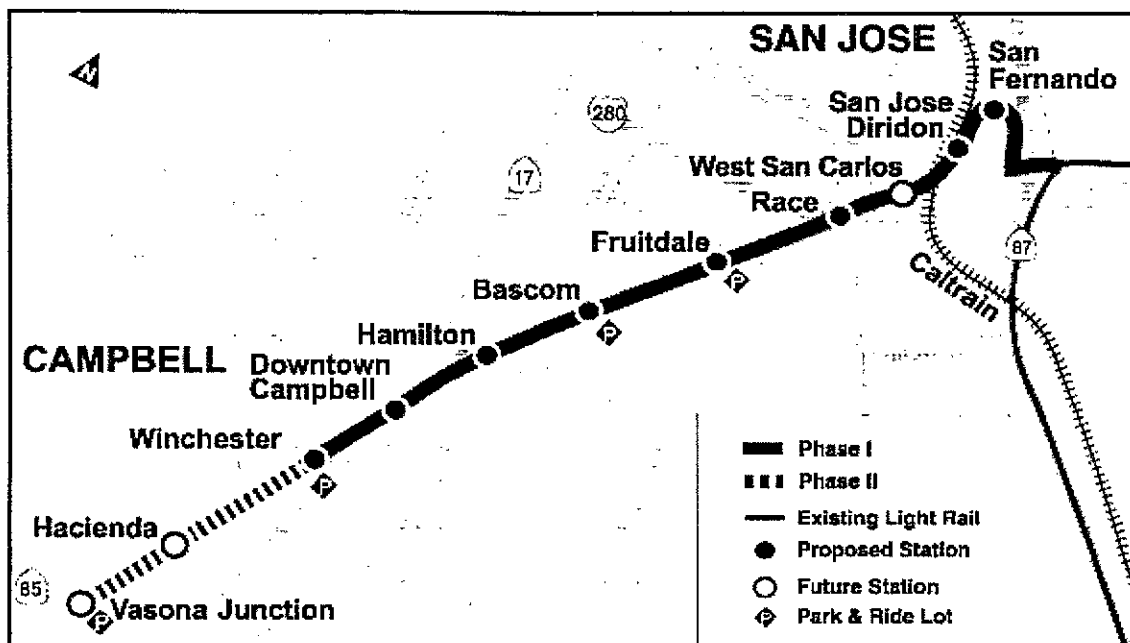 N
SAN JOSE
San
Fernando
280
San Jose
Diridon
17
West San Carlos
Race
87
Fruitdale
P
Caltrain
Bascom
P
Hamilton
CAMPBELL
Downtown
Campbell
Winchester
P
Hacienda
85
Vasona Junction
P
Phase I
Phase II
Existing Light Rail
Proposed Station
Future Station
P Park & Ride Lot